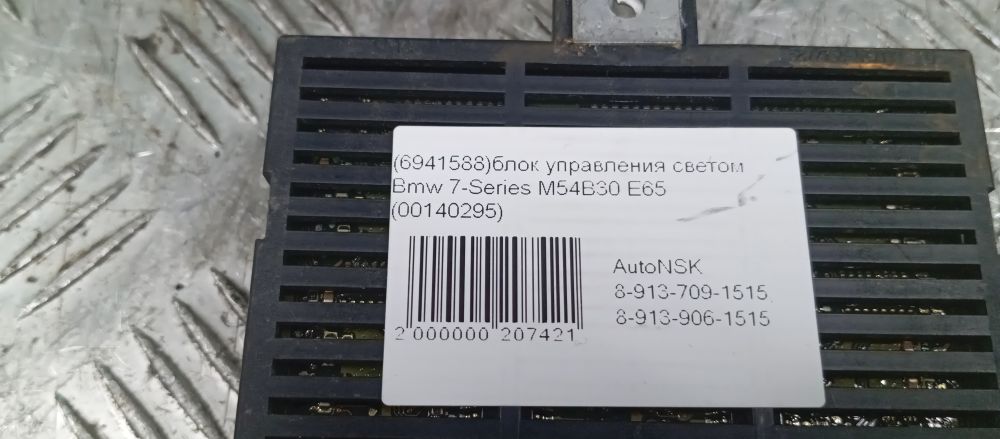 (6941588)блок управления светом
Bmw 7-Series M54B30 E65
(00140295)
AutoNSK
8-913-709-1515
8-913-906-1515
2 000000 207421